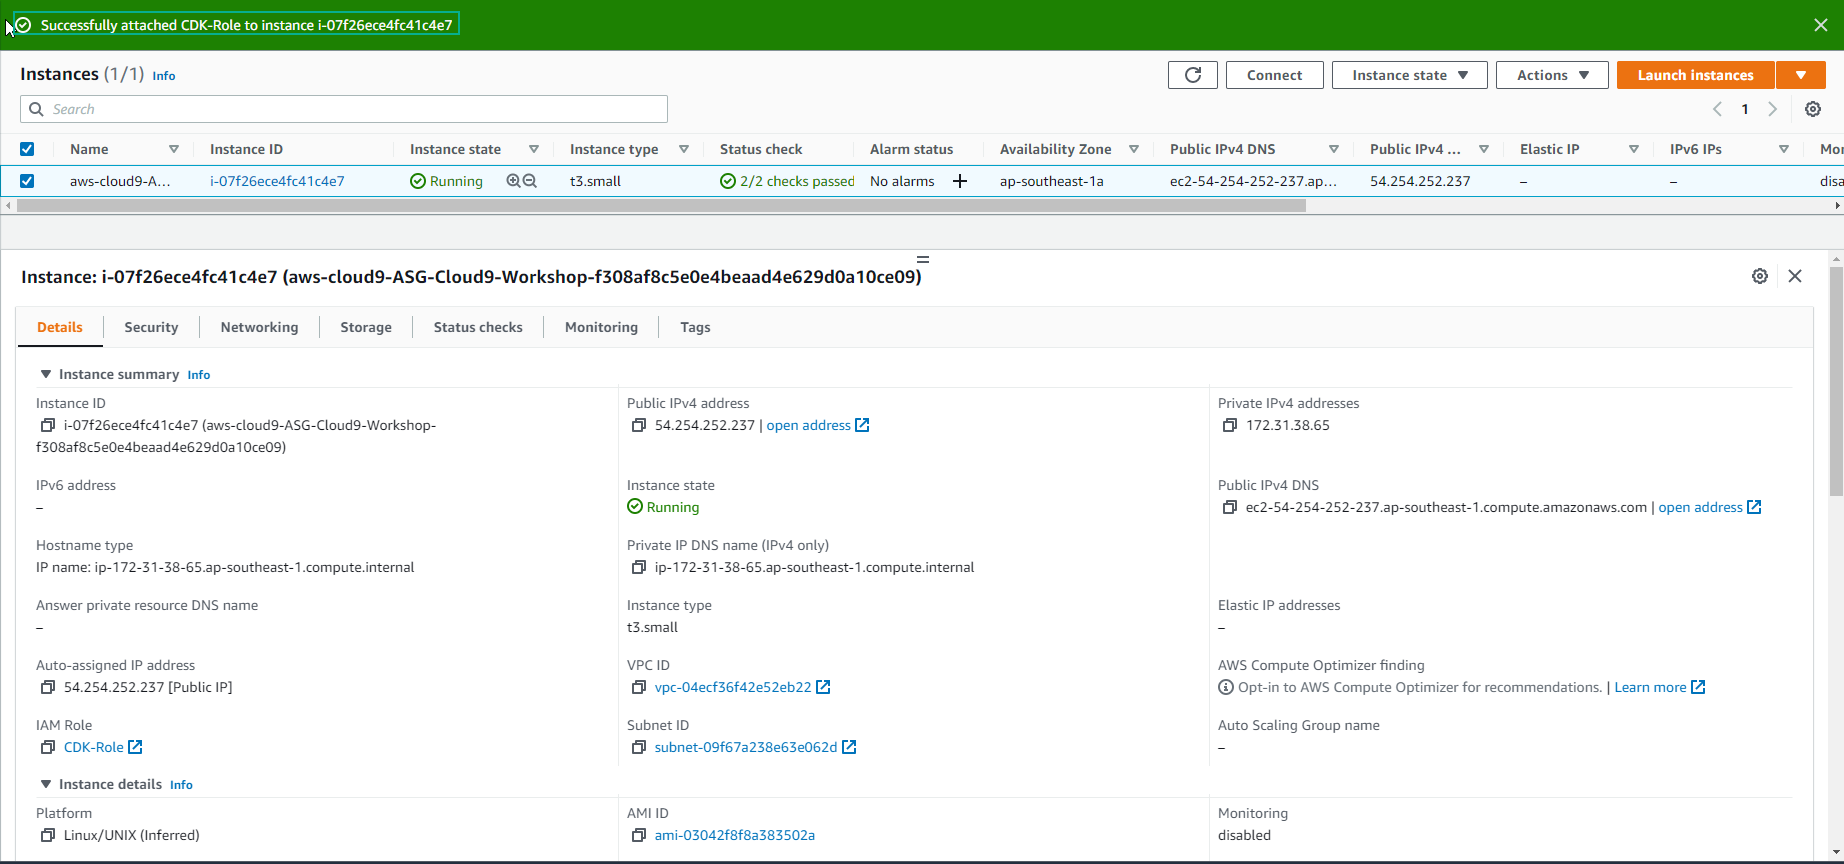 Successfully attached CDK-Role to instance i-07f26ece4fc41c4e7
Instances (1/1) Info
Connect
Instance state
Actions
Launch instances
Search
1
Name
Instance ID
Instance state
Instance type
Status check
Alarm status
Availability Zone
Public IPv4 DNS
Public IPv4 ...
Elastic IP
IPv6 IPs
Mor
aws-cloud9-A...
i-07f26ece4fc41c4e7
Running
t3.small
2/2 checks passed
No alarms
ap-southeast-1a
ec2-54-254-252-237.ap...
54.254.252.237
–
–
disa
Instance: i-07f26ece4fc41c4e7 (aws-cloud9-ASG-Cloud9-Workshop-f308af8c5e0e4beaad4e629d0a10ce09)
Details
Security
Networking
Storage
Status checks
Monitoring
Tags
Instance summary Info
Instance ID
i-07f26ece4fc41c4e7 (aws-cloud9-ASG-Cloud9-Workshop-
f308af8c5e0e4beaad4e629d0a10ce09)
Public IPv4 address
54.254.252.237 | open address
Private IPv4 addresses
172.31.38.65
IPv6 address
–
Instance state
Running
Public IPv4 DNS
ec2-54-254-252-237.ap-southeast-1.compute.amazonaws.com | open address
Hostname type
IP name: ip-172-31-38-65.ap-southeast-1.compute.internal
Private IP DNS name (IPv4 only)
ip-172-31-38-65.ap-southeast-1.compute.internal
Answer private resource DNS name
–
Instance type
t3.small
Elastic IP addresses
–
Auto-assigned IP address
54.254.252.237 [Public IP]
VPC ID
vpc-04ecf36f42e52eb22
AWS Compute Optimizer finding
Opt-in to AWS Compute Optimizer for recommendations. | Learn more
IAM Role
CDK-Role
Subnet ID
subnet-09f67a238e63e062d
Auto Scaling Group name
–
Instance details Info
Platform
Linux/UNIX (Inferred)
AMI ID
ami-03042f8f8a383502a
Monitoring
disabled